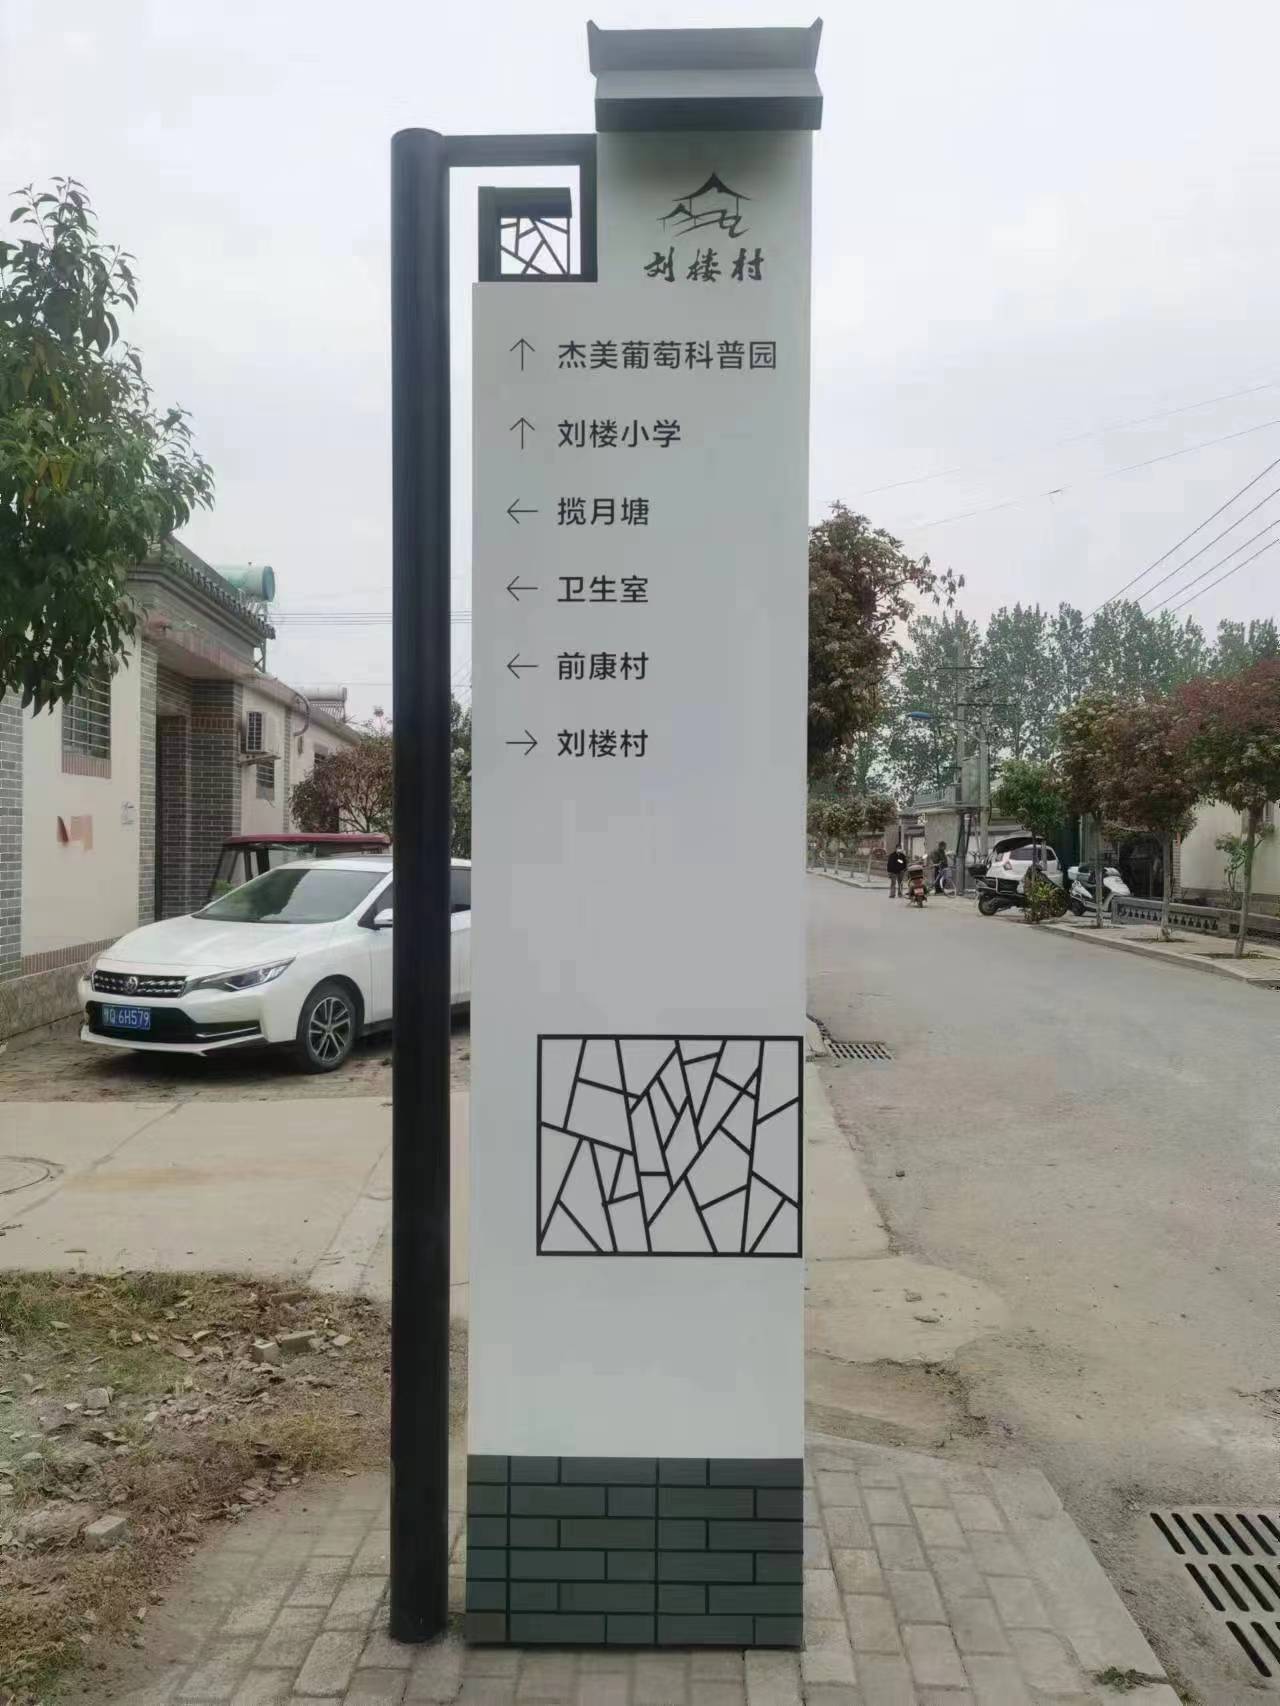 刘楼村
↑ 杰美葡萄科普园
↑ 刘楼小学
← 揽月塘
← 卫生室
← 前康村
→ 刘楼村
Q 6H579